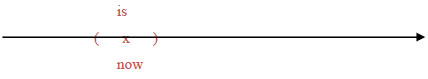 is
( x )
now